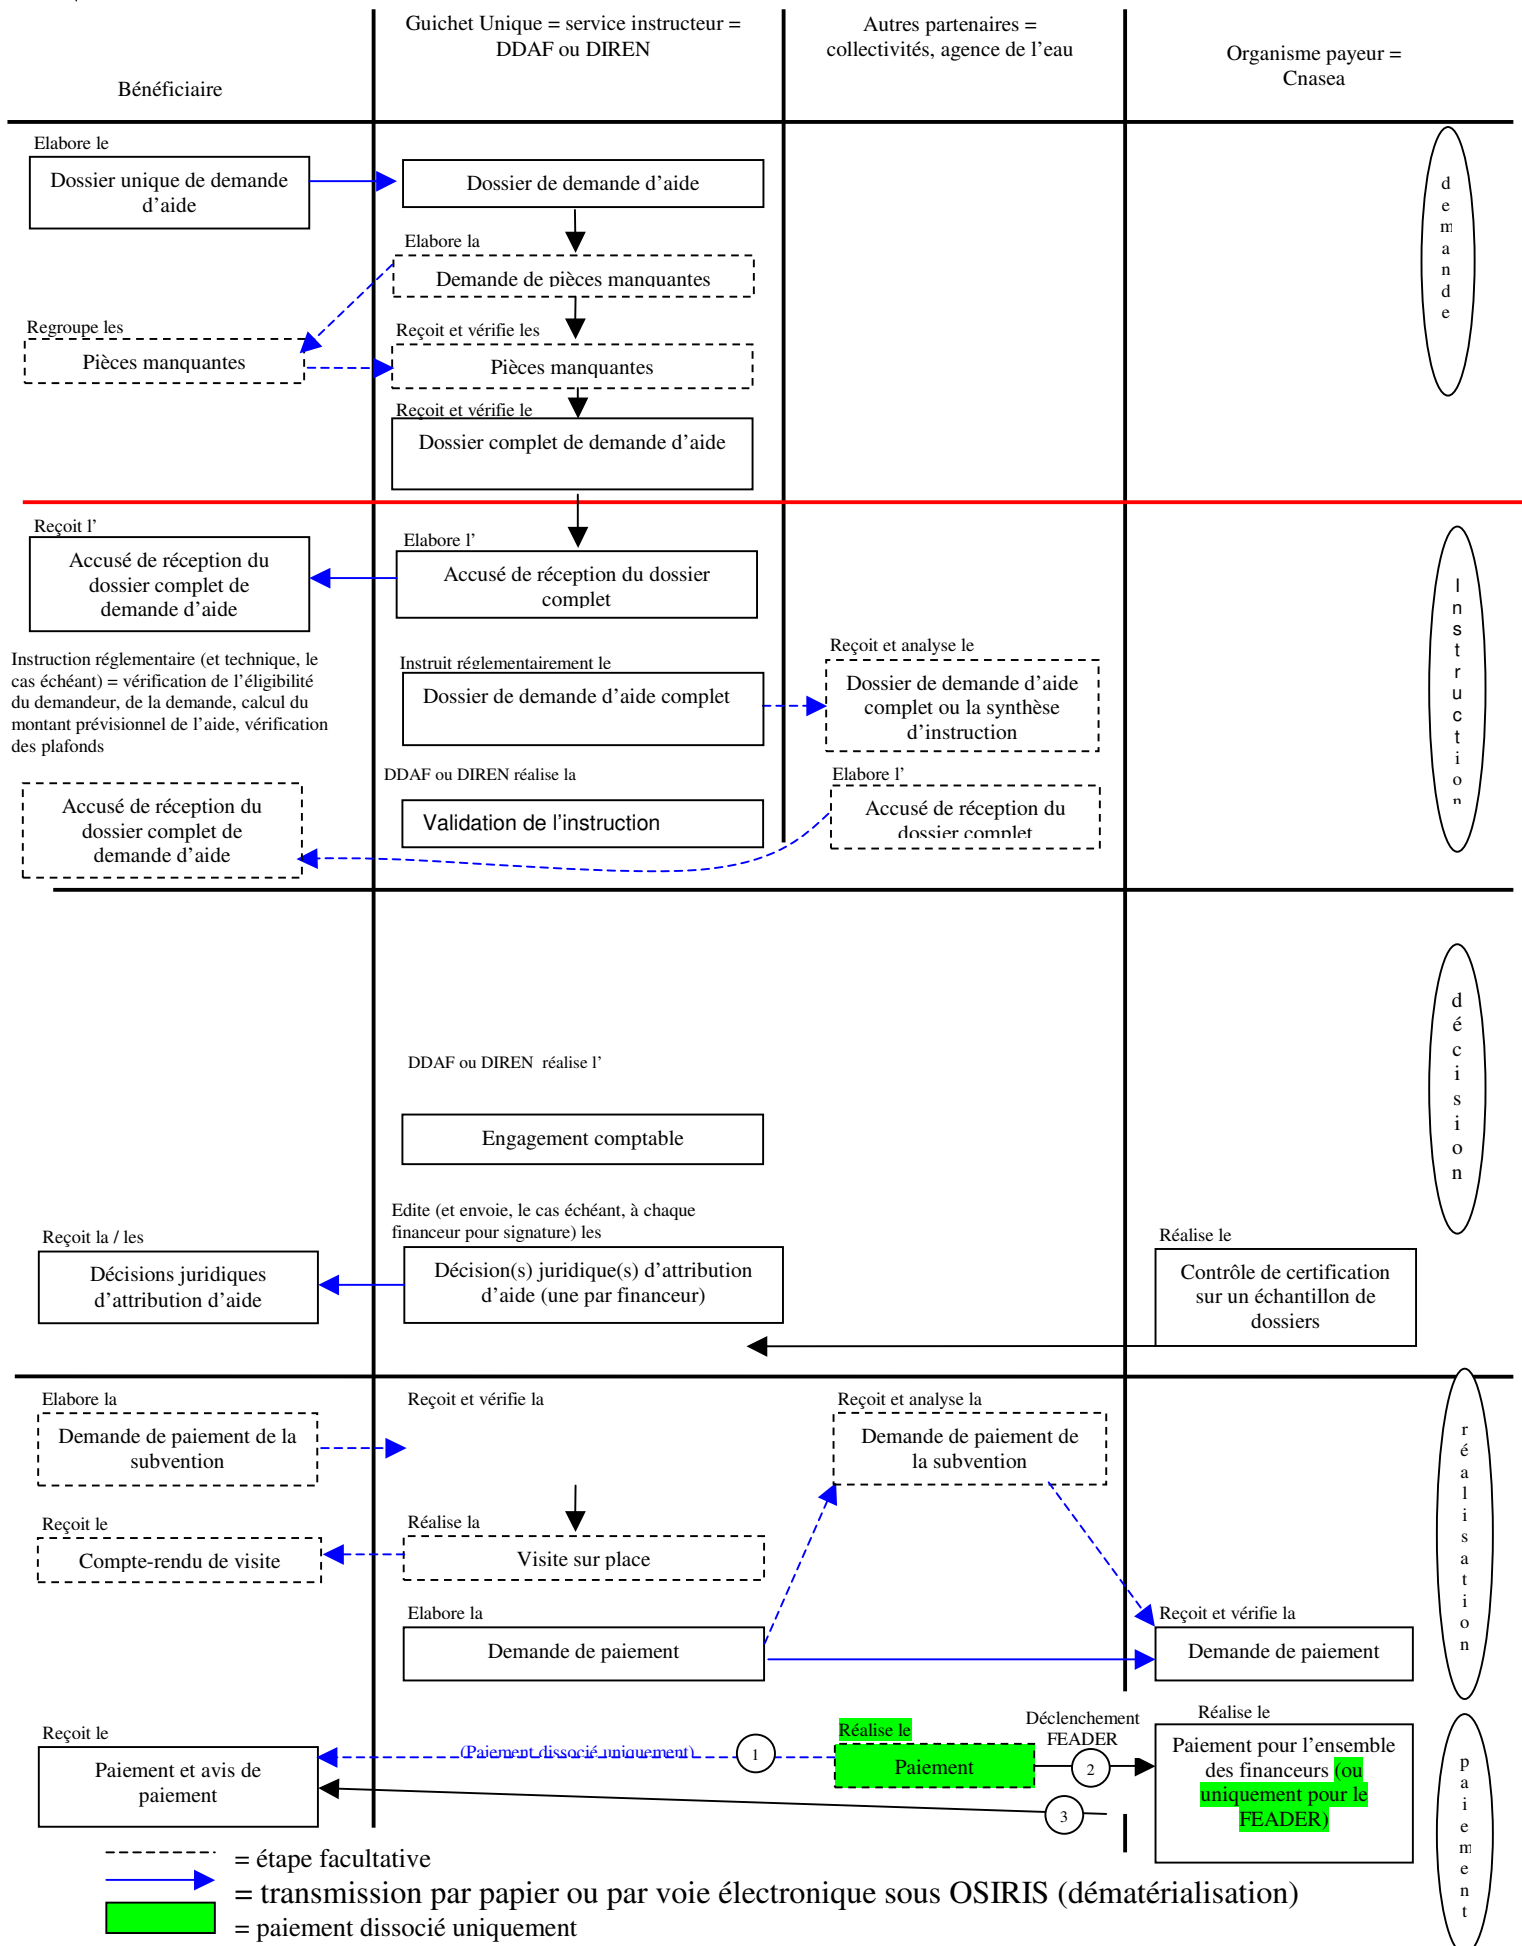 Guichet Unique = service instructeur =
DDAF ou DIREN
Autres partenaires =
collectivités, agence de l'eau
Organisme payeur =
Cnasea
Bénéficiaire
Elabore le
Dossier unique de demande
d'aide
Dossier de demande d'aide
demande
Elabore la
Demande de pièces manquantes
Regroupe les
Pièces manquantes
Reçoit et vérifie les
Pièces manquantes
Reçoit et vérifie le
Dossier complet de demande d'aide
Reçoit l'
Accusé de réception du
dossier complet de
demande d'aide
Elabore l'
Accusé de réception du dossier
complet
Instruction
Instruction réglementaire (et technique, le
cas échéant) = vérification de l'éligibilité
du demandeur, de la demande, calcul du
montant prévisionnel de l'aide, vérification
des plafonds
Instruit réglementairement le
Dossier de demande d'aide complet
Reçoit et analyse le
Dossier de demande d'aide
complet ou la synthèse
d'instruction
DDAF ou DIREN réalise la
Validation de l'instruction
Elabore l'
Accusé de réception du
dossier complet
Accusé de réception du
dossier complet de
demande d'aide
décision
DDAF ou DIREN  réalise l'
Engagement comptable
Edite (et envoie, le cas échéant, à chaque
financeur pour signature) les
Décision(s) juridique(s) d'attribution
d'aide (une par financeur)
Reçoit la / les
Décisions juridiques
d'attribution d'aide
Réalise le
Contrôle de certification
sur un échantillon de
dossiers
Elabore la
Demande de paiement de la
subvention
Reçoit et vérifie la
Reçoit et analyse la
Demande de paiement de
la subvention
réalisation
Reçoit le
Compte-rendu de visite
Réalise la
Visite sur place
Elabore la
Demande de paiement
Reçoit et vérifie la
Demande de paiement
Reçoit le
Paiement et avis de
paiement
(Paiement dissocié uniquement)
1
Réalise le
Paiement
Déclenchement
FEADER
2
3
Réalise le
Paiement pour l'ensemble
des financeurs (ou
uniquement pour le
FEADER)
paiement
= étape facultative
= transmission par papier ou par voie électronique sous OSIRIS (dématérialisation)
= paiement dissocié uniquement